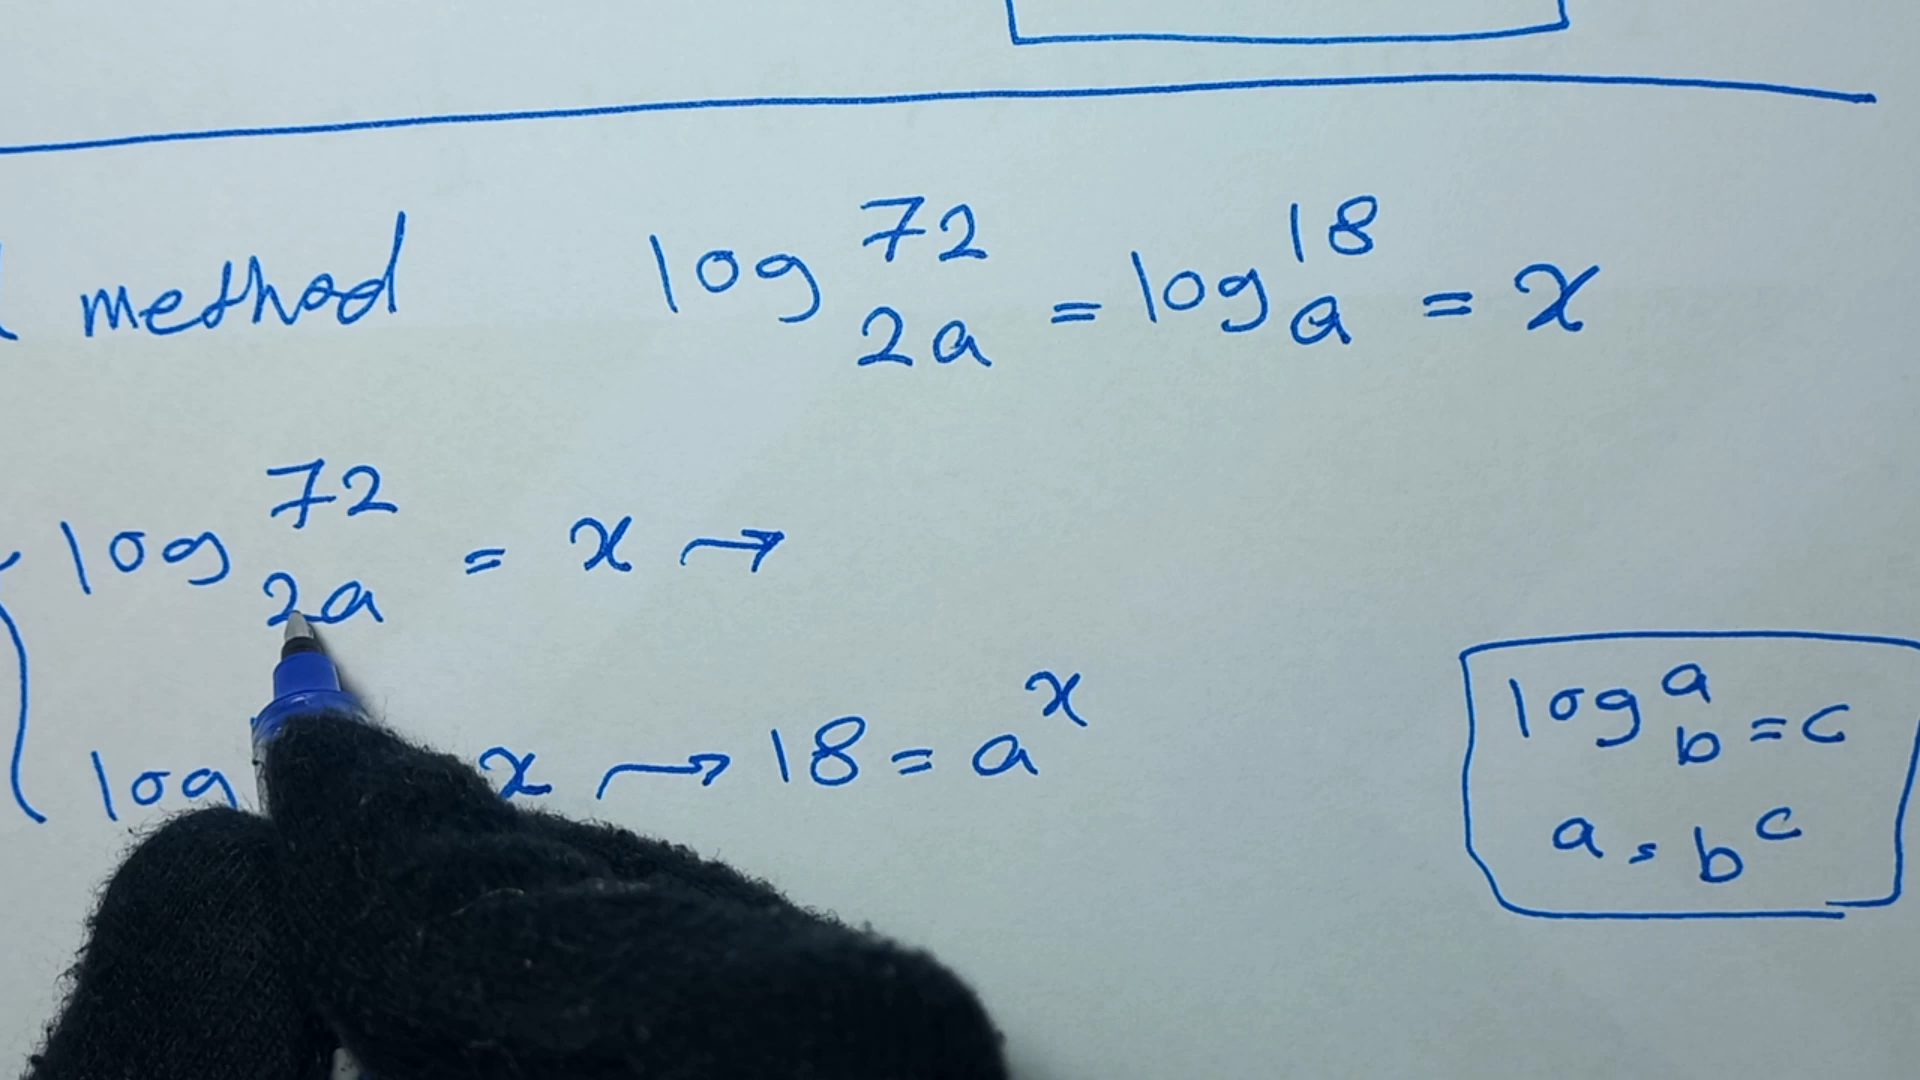 method log 72 2a = log 18 a = x
log 72 2a = x →
log x → 18 = a^x
log a b = c
a = b^c